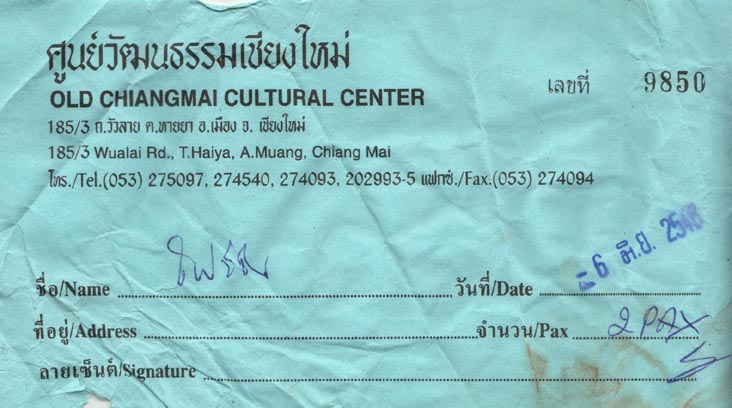 ศูนย์วัฒนธรรมเชียงใหม่
เลขที่ 9850
OLD CHIANGMAI CULTURAL CENTER
185/3 ถ.วัวลาย ต.หายยา อ.เมือง จ. เชียงใหม่
185/3 Wualai Rd., T.Haiya, A.Muang, Chiang Mai
โทร./Tel.(053) 275097, 274540, 274093, 202993-5 แฟกซ์./Fax.(053) 274094
ชื่อ/Name วันที่/Date - 6 มิ.ย. 2548
ที่อยู่/Address จำนวน/Pax 2 PAX
ลายเซ็นต์/Signature